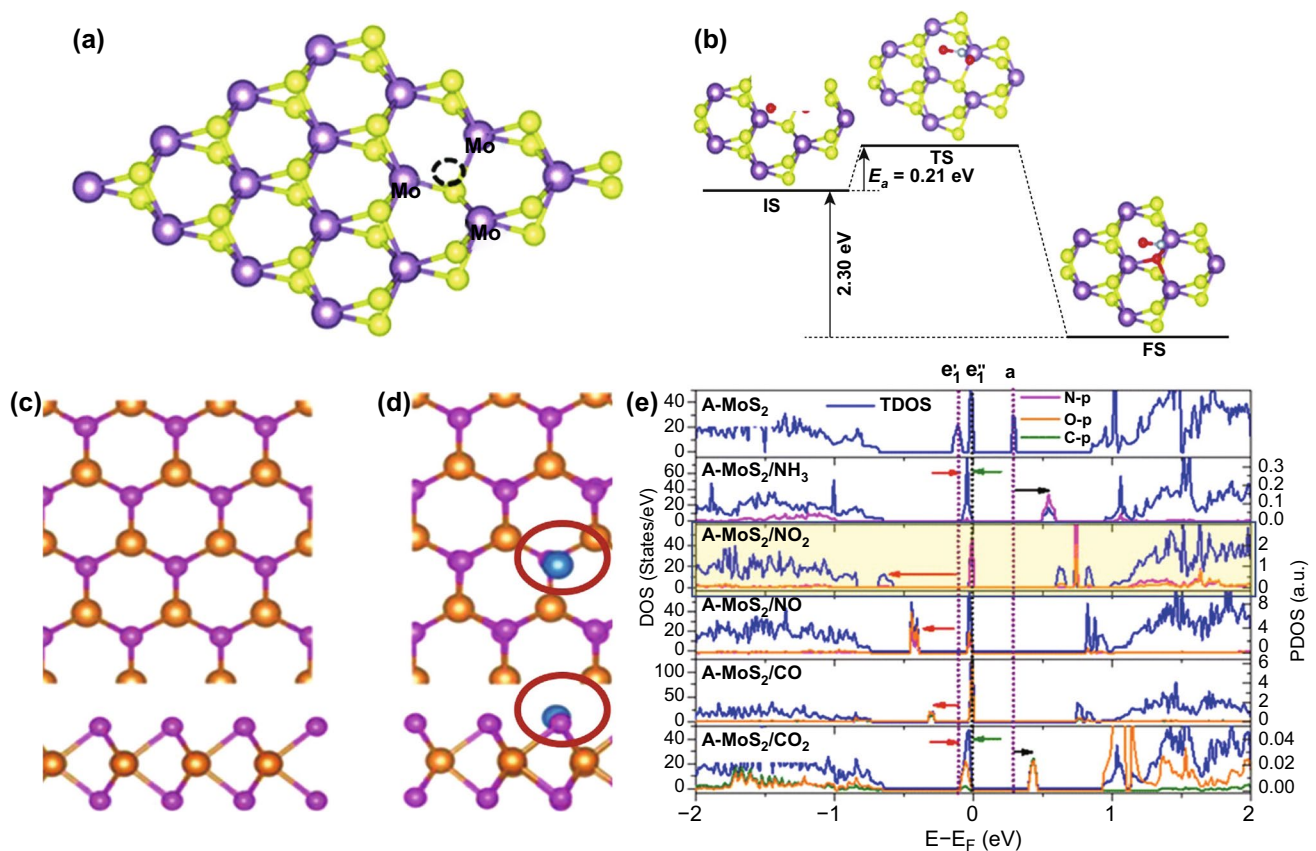 (a)
Mo
Mo
Mo
(b)
TS
Eₐ = 0.21 eV
IS
2.30 eV
FS
(c)
(d)
(e)
e'₁ e''₁ a
A-MoS₂
TDOS
N-p
O-p
C-p
40
20
0
A-MoS₂/NH₃
60
40
20
0
0.3
0.2
0.1
0.0
A-MoS₂/NO₂
40
20
0
2
1
0
A-MoS₂/NO
40
20
0
8
4
0
A-MoS₂/CO
100
50
0
6
4
2
0
A-MoS₂/CO₂
40
20
0
0.04
0.02
0.00
DOS (States/eV)
PDOS (a.u.)
−2 −1 0 1 2
E−E_F (eV)